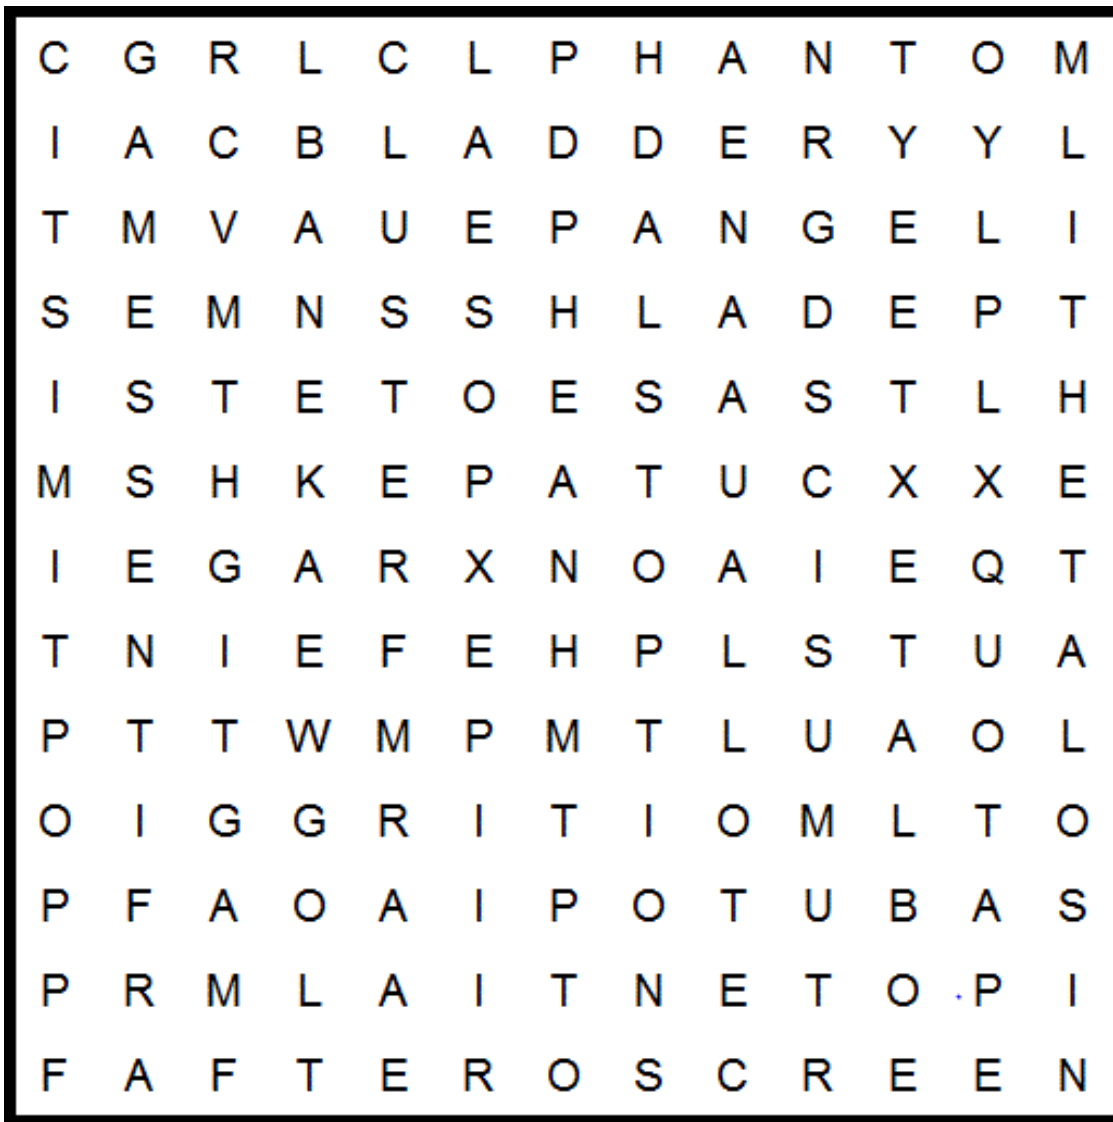 C G R L C L P H A N T O M
I A C B L A D D E R Y Y L
T M V A U E P A N G E L I
S E M N S S H L A D E P T
I S T E T O E S A S T L H
M S H K E P A T U C X X E
I E G A R X N O A I E Q T
T N I E F E H P L S T U A
P T T W M P M T L U A O L
O I G G R I T I O M L T O
P F A O A I P O T U B A S
P R M L A I T N E T O P I
F A F T E R O S C R E E N